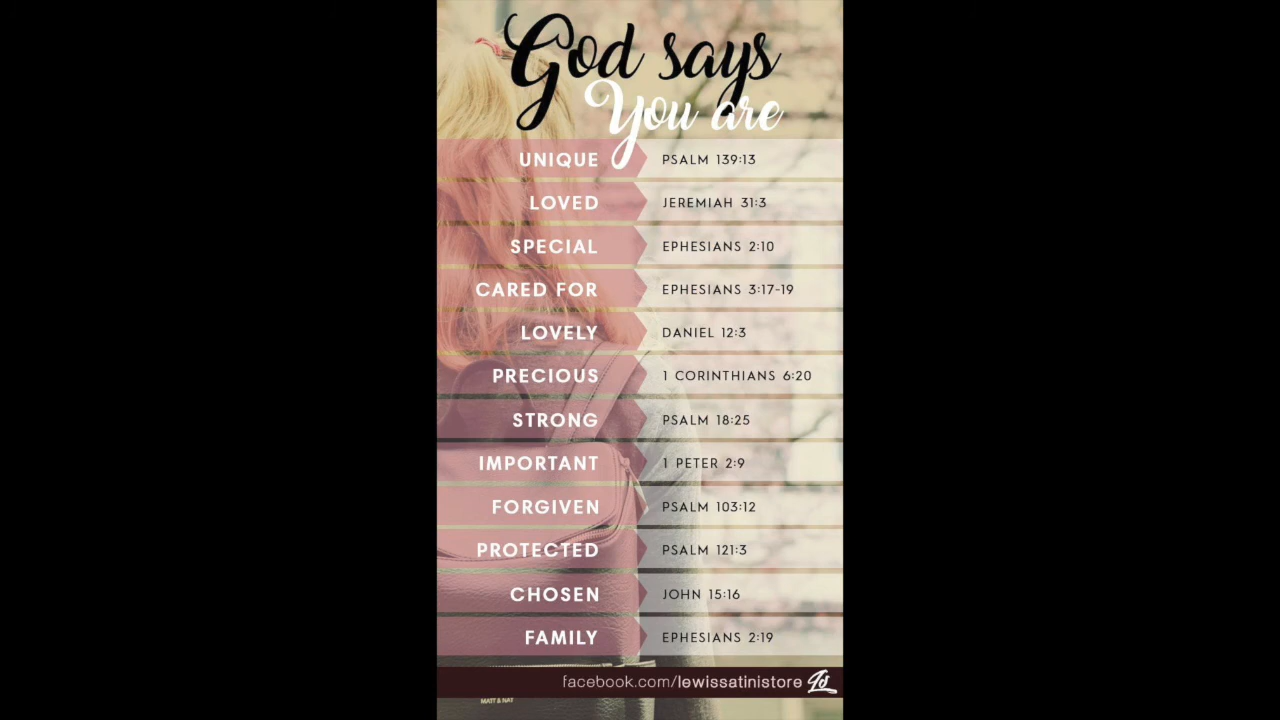 God says
You are
UNIQUE PSALM 139:13
LOVED JEREMIAH 31:3
SPECIAL EPHESIANS 2:10
CARED FOR EPHESIANS 3:17-19
LOVELY DANIEL 12:3
PRECIOUS 1 CORINTHIANS 6:20
STRONG PSALM 18:25
IMPORTANT 1 PETER 2:9
FORGIVEN PSALM 103:12
PROTECTED PSALM 121:3
CHOSEN JOHN 15:16
FAMILY EPHESIANS 2:19
facebook.com/lewissatinistore Ls
MATT & NAT